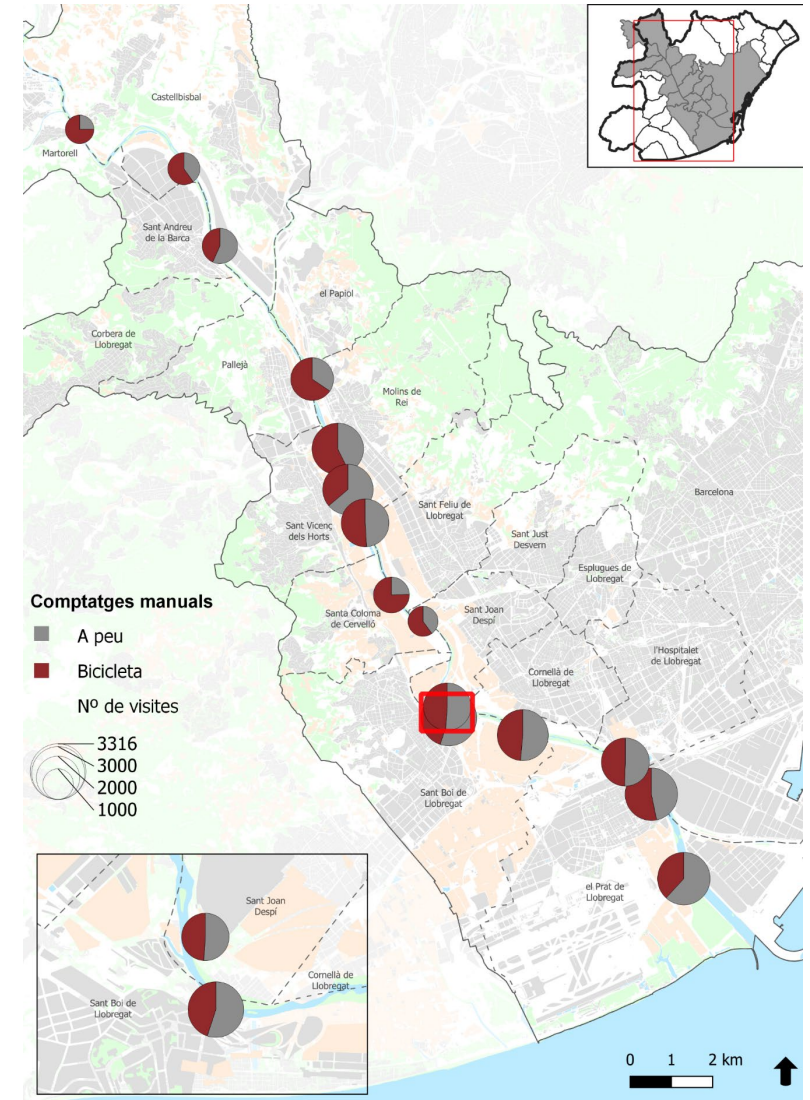 Castellbisbal
Martorell
Sant Andreu
de la Barca
el Papiol
Corbera de
Llobregat
Pallejà
Molins de
Rei
Barcelona
Sant Feliu de
Llobregat
Sant Vicenç
dels Horts
Sant Just
Desvern
Esplugues de
Llobregat
Comptatges manuals
A peu
Bicicleta
Nº de visites
3316
3000
2000
1000
Santa Coloma
de Cervelló
Sant Joan
Despí
l'Hospitalet
de Llobregat
Cornellà de
Llobregat
Sant Boi de
Llobregat
el Prat de
Llobregat
Sant Joan
Despí
Cornellà de
Llobregat
Sant Boi de
Llobregat
0 1 2 km